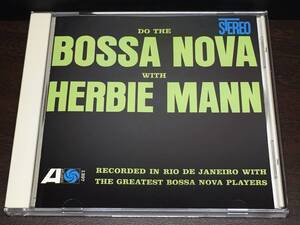 DO THE
STEREO
BOSSA NOVA
WITH
HERBIE MANN
RECORDED IN RIO DE JANEIRO WITH
THE GREATEST BOSSA NOVA PLAYERS